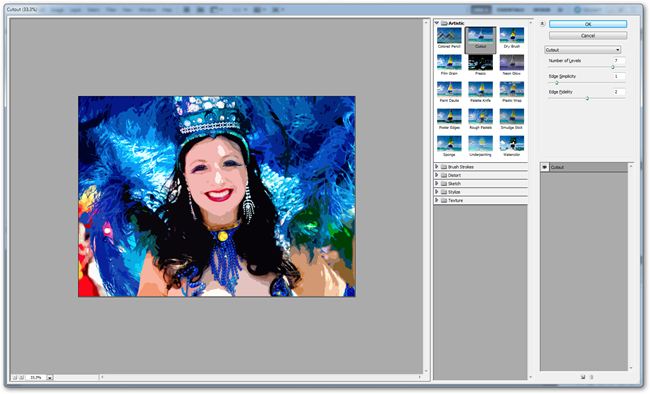 Cutout (33.3%)
Artistic
Colored Pencil
Cutout
Dry Brush
Film Grain
Fresco
Neon Glow
Paint Daubs
Palette Knife
Plastic Wrap
Poster Edges
Rough Pastels
Smudge Stick
Sponge
Underpainting
Watercolor
Brush Strokes
Distort
Sketch
Stylize
Texture
33.3%
OK
Cancel
Cutout
Number of Levels 7
Edge Simplicity 1
Edge Fidelity 2
Cutout